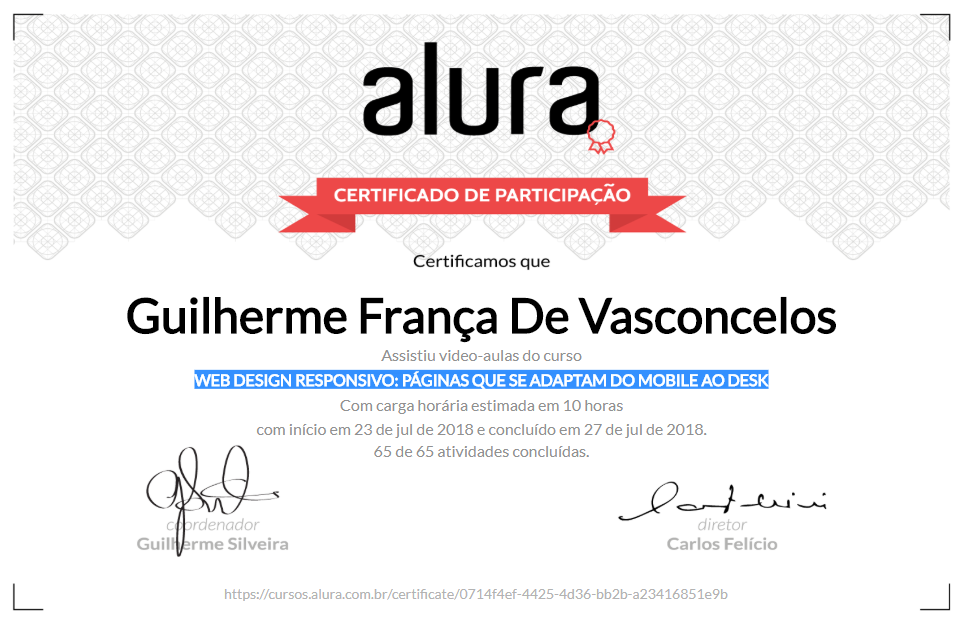 alura
CERTIFICADO DE PARTICIPAÇÃO
Certificamos que
Guilherme França De Vasconcelos
Assistiu video-aulas do curso
WEB DESIGN RESPONSIVO: PÁGINAS QUE SE ADAPTAM DO MOBILE AO DESK
Com carga horária estimada em 10 horas
com início em 23 de jul de 2018 e concluído em 27 de jul de 2018.
65 de 65 atividades concluídas.
coordenador
Guilherme Silveira
diretor
Carlos Felício
https://cursos.alura.com.br/certificate/0714f4ef-4425-4d36-bb2b-a23416851e9b